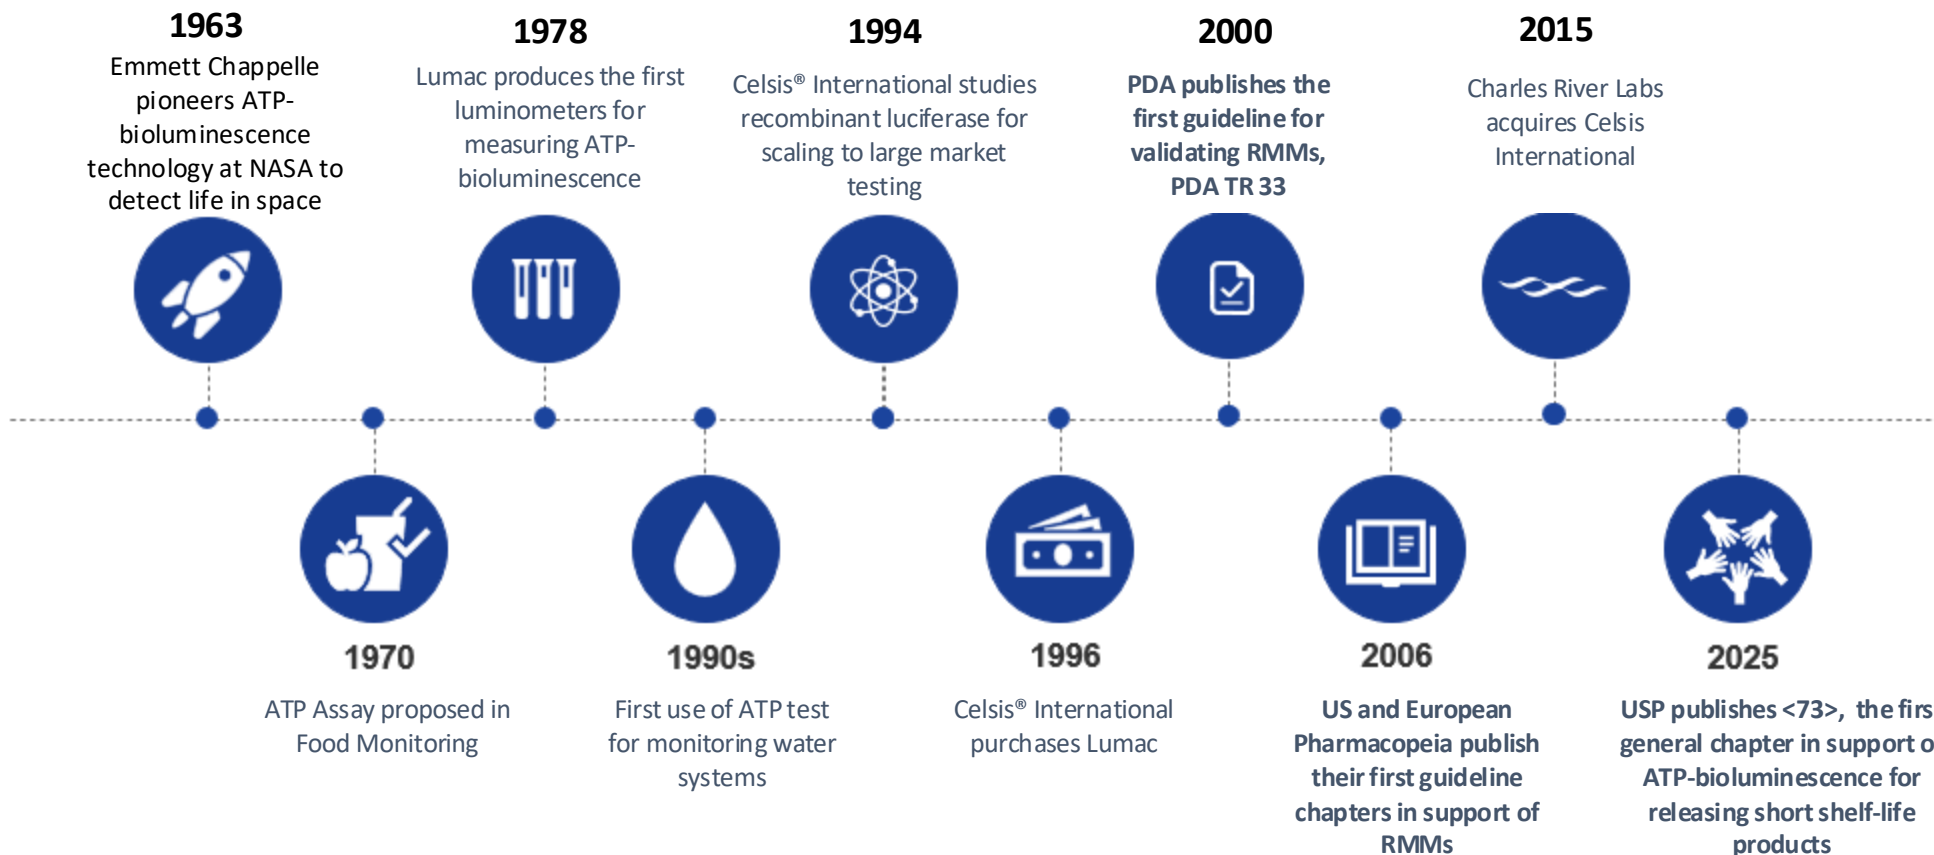 1963
Emmett Chappelle
pioneers ATP-
bioluminescence
technology at NASA to
detect life in space
1978
Lumac produces the first
luminometers for
measuring ATP-
bioluminescence
1994
Celsis® International studies
recombinant luciferase for
scaling to large market
testing
2000
PDA publishes the
first guideline for
validating RMMs,
PDA TR 33
2015
Charles River Labs
acquires Celsis
International
1970
ATP Assay proposed in
Food Monitoring
1990s
First use of ATP test
for monitoring water
systems
1996
Celsis® International
purchases Lumac
2006
US and European
Pharmacopeia publish
their first guideline
chapters in support of
RMMs
2025
USP publishes <73>, the firs
general chapter in support o
ATP-bioluminescence for
releasing short shelf-life
products